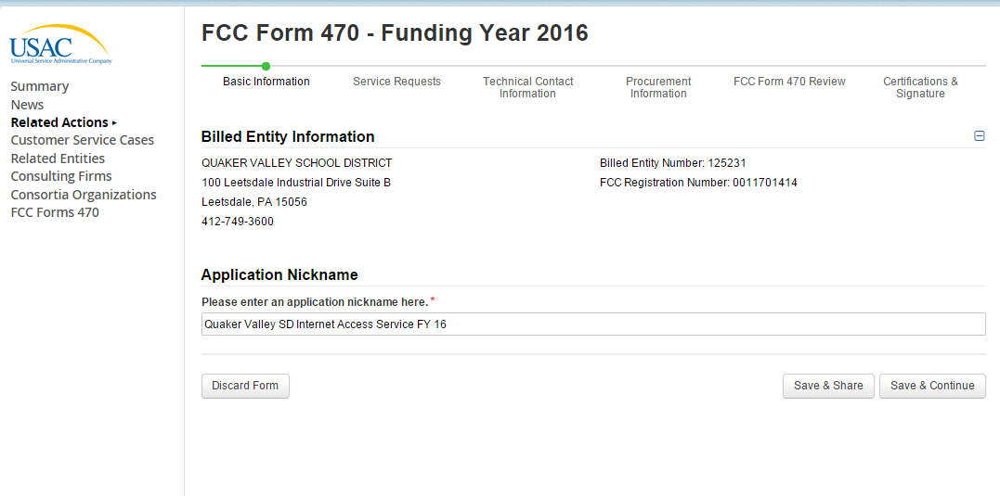 USAC
Universal Service Administrative Company
Summary
News
Related Actions ▸
Customer Service Cases
Related Entities
Consulting Firms
Consortia Organizations
FCC Forms 470
FCC Form 470 - Funding Year 2016
Basic Information
Service Requests
Technical Contact
Information
Procurement
Information
FCC Form 470 Review
Certifications &
Signature
Billed Entity Information
QUAKER VALLEY SCHOOL DISTRICT
100 Leetsdale Industrial Drive Suite B
Leetsdale, PA 15056
412-749-3600
Billed Entity Number: 125231
FCC Registration Number: 0011701414
Application Nickname
Please enter an application nickname here. *
Quaker Valley SD Internet Access Service FY 16
Discard Form
Save & Share
Save & Continue